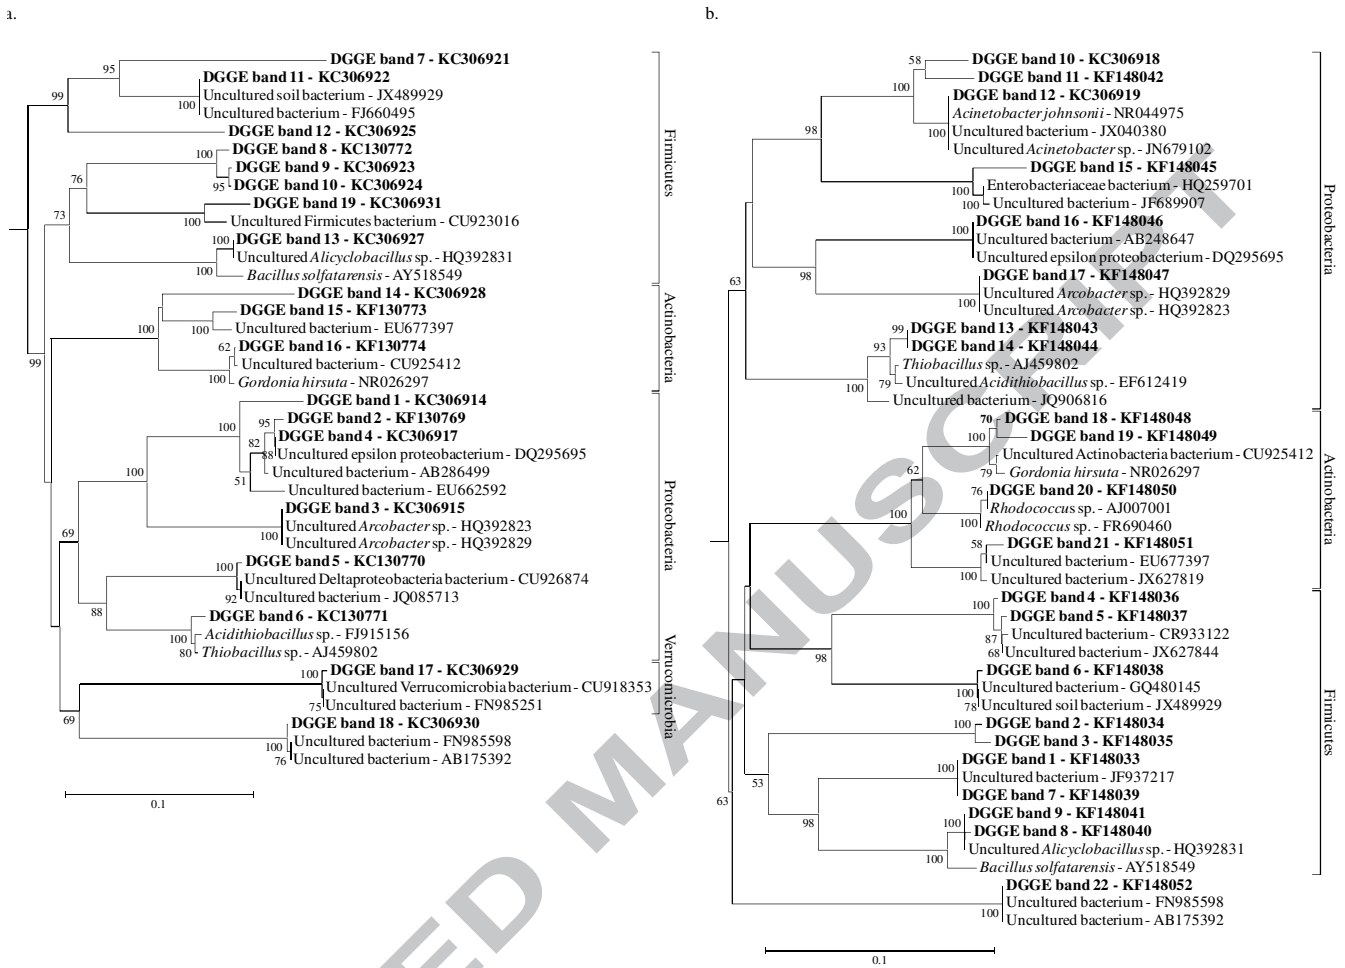 a.
95
DGGE band 7 - KC306921
DGGE band 11 - KC306922
Uncultured soil bacterium - JX489929
100
Uncultured bacterium - FJ660495
99
DGGE band 12 - KC306925
100
DGGE band 8 - KC130772
DGGE band 9 - KC306923
95
DGGE band 10 - KC306924
76
DGGE band 19 - KC306931
100
Uncultured Firmicutes bacterium - CU923016
73
100
DGGE band 13 - KC306927
Uncultured Alicyclobacillus sp. - HQ392831
100
Bacillus solfatarensis - AY518549
Firmicutes
99
DGGE band 14 - KC306928
100
DGGE band 15 - KF130773
100
Uncultured bacterium - EU677397
62
DGGE band 16 - KF130774
Uncultured bacterium - CU925412
100
Gordonia hirsuta - NR026297
Actinobacteria
DGGE band 1 - KC306914
100
95
DGGE band 2 - KF130769
82
DGGE band 4 - KC306917
88
Uncultured epsilon proteobacterium - DQ295695
100
Uncultured bacterium - AB286499
51
Uncultured bacterium - EU662592
DGGE band 3 - KC306915
Uncultured Arcobacter sp. - HQ392823
100
Uncultured Arcobacter sp. - HQ392829
69
100
DGGE band 5 - KC130770
Uncultured Deltaproteobacteria bacterium - CU926874
92
Uncultured bacterium - JQ085713
88
DGGE band 6 - KC130771
100
Acidithiobacillus sp. - FJ915156
80
Thiobacillus sp. - AJ459802
Proteobacteria
100
DGGE band 17 - KC306929
Uncultured Verrucomicrobia bacterium - CU918353
75
Uncultured bacterium - FN985251
69
DGGE band 18 - KC306930
100
Uncultured bacterium - FN985598
76
Uncultured bacterium - AB175392
Verrucomicrobia
0.1
b.
58
DGGE band 10 - KC306918
100
DGGE band 11 - KF148042
DGGE band 12 - KC306919
Acinetobacter johnsonii - NR044975
98
100
Uncultured bacterium - JX040380
Uncultured Acinetobacter sp. - JN679102
DGGE band 15 - KF148045
100
Enterobacteriaceae bacterium - HQ259701
100
Uncultured bacterium - JF689907
DGGE band 16 - KF148046
100
Uncultured bacterium - AB248647
Uncultured epsilon proteobacterium - DQ295695
98
DGGE band 17 - KF148047
Uncultured Arcobacter sp. - HQ392829
100
Uncultured Arcobacter sp. - HQ392823
63
99
DGGE band 13 - KF148043
93
DGGE band 14 - KF148044
Thiobacillus sp. - AJ459802
79
Uncultured Acidithiobacillus sp. - EF612419
100
Uncultured bacterium - JQ906816
Proteobacteria
70
DGGE band 18 - KF148048
100
DGGE band 19 - KF148049
Uncultured Actinobacteria bacterium - CU925412
79
Gordonia hirsuta - NR026297
62
76
DGGE band 20 - KF148050
Rhodococcus sp. - AJ007001
100
Rhodococcus sp. - FR690460
100
58
DGGE band 21 - KF148051
Uncultured bacterium - EU677397
100
Uncultured bacterium - JX627819
Actinobacteria
DGGE band 4 - KF148036
100
DGGE band 5 - KF148037
87
Uncultured bacterium - CR933122
68
Uncultured bacterium - JX627844
98
DGGE band 6 - KF148038
100
Uncultured bacterium - GQ480145
78
Uncultured soil bacterium - JX489929
100
DGGE band 2 - KF148034
DGGE band 3 - KF148035
53
DGGE band 1 - KF148033
100
Uncultured bacterium - JF937217
DGGE band 7 - KF148039
63
98
DGGE band 9 - KF148041
100
DGGE band 8 - KF148040
Uncultured Alicyclobacillus sp. - HQ392831
100
Bacillus solfatarensis - AY518549
Firmicutes
DGGE band 22 - KF148052
Uncultured bacterium - FN985598
100
Uncultured bacterium - AB175392
0.1
ED MANUSCRIPT